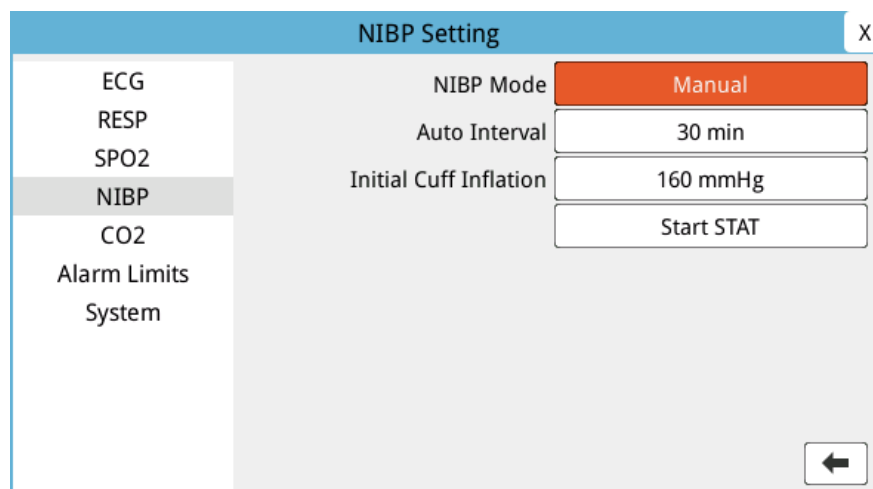 NIBP Setting X
ECG
RESP
SPO2
NIBP
CO2
Alarm Limits
System
NIBP Mode Manual
Auto Interval 30 min
Initial Cuff Inflation 160 mmHg
Start STAT